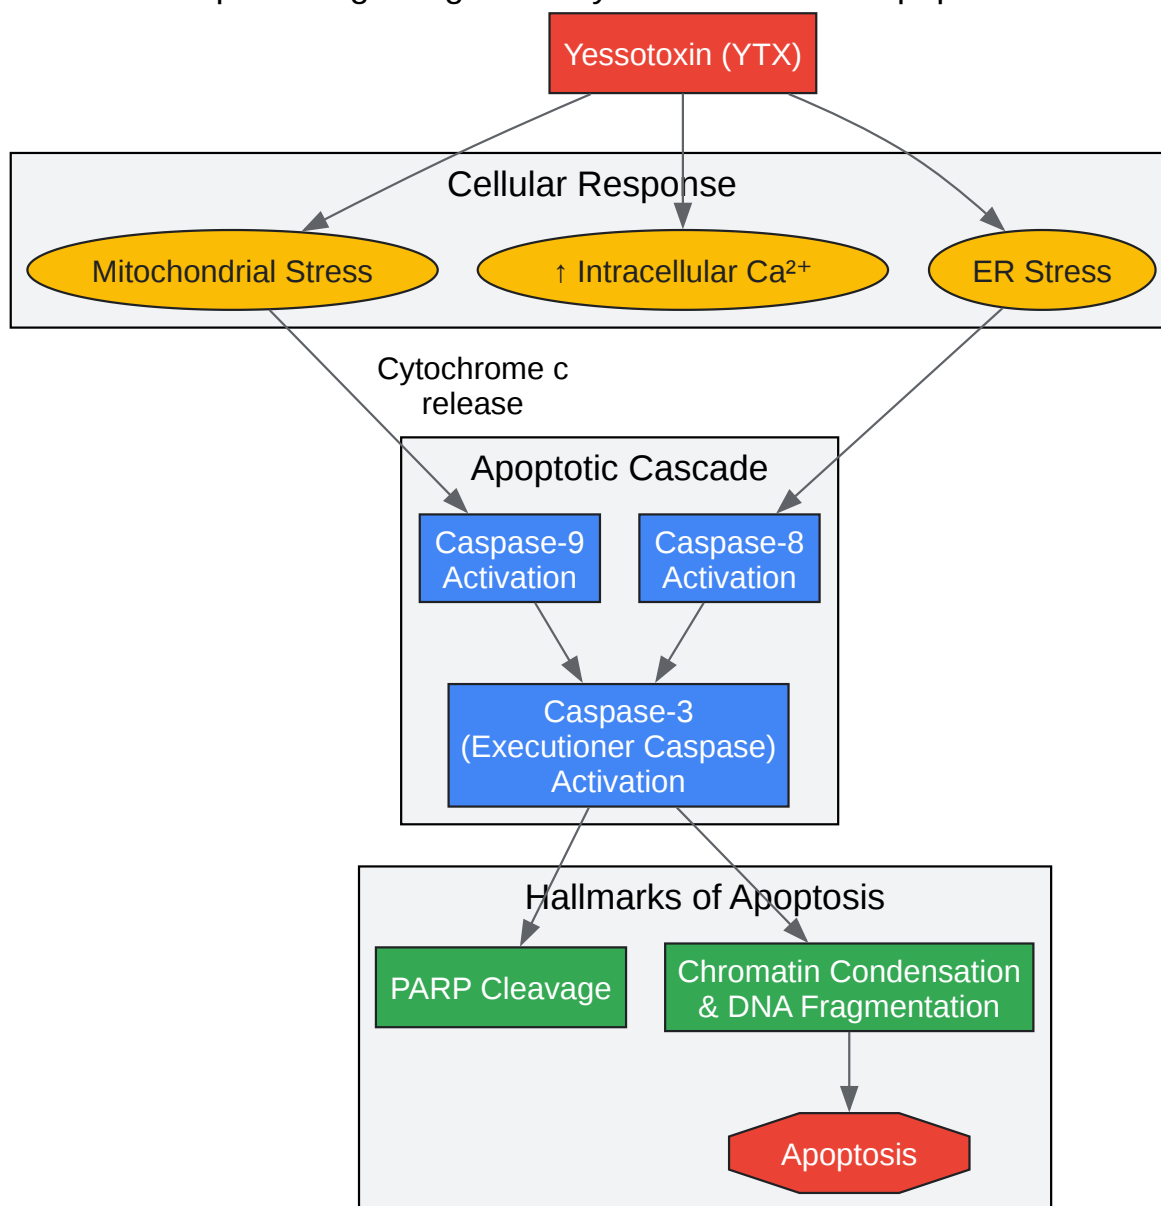 Yessotoxin (YTX)
Cellular Response
Mitochondrial Stress
↑ Intracellular Ca²⁺
ER Stress
Cytochrome c
release
Apoptotic Cascade
Caspase-9
Activation
Caspase-8
Activation
Caspase-3
(Executioner Caspase)
Activation
Hallmarks of Apoptosis
PARP Cleavage
Chromatin Condensation
& DNA Fragmentation
Apoptosis